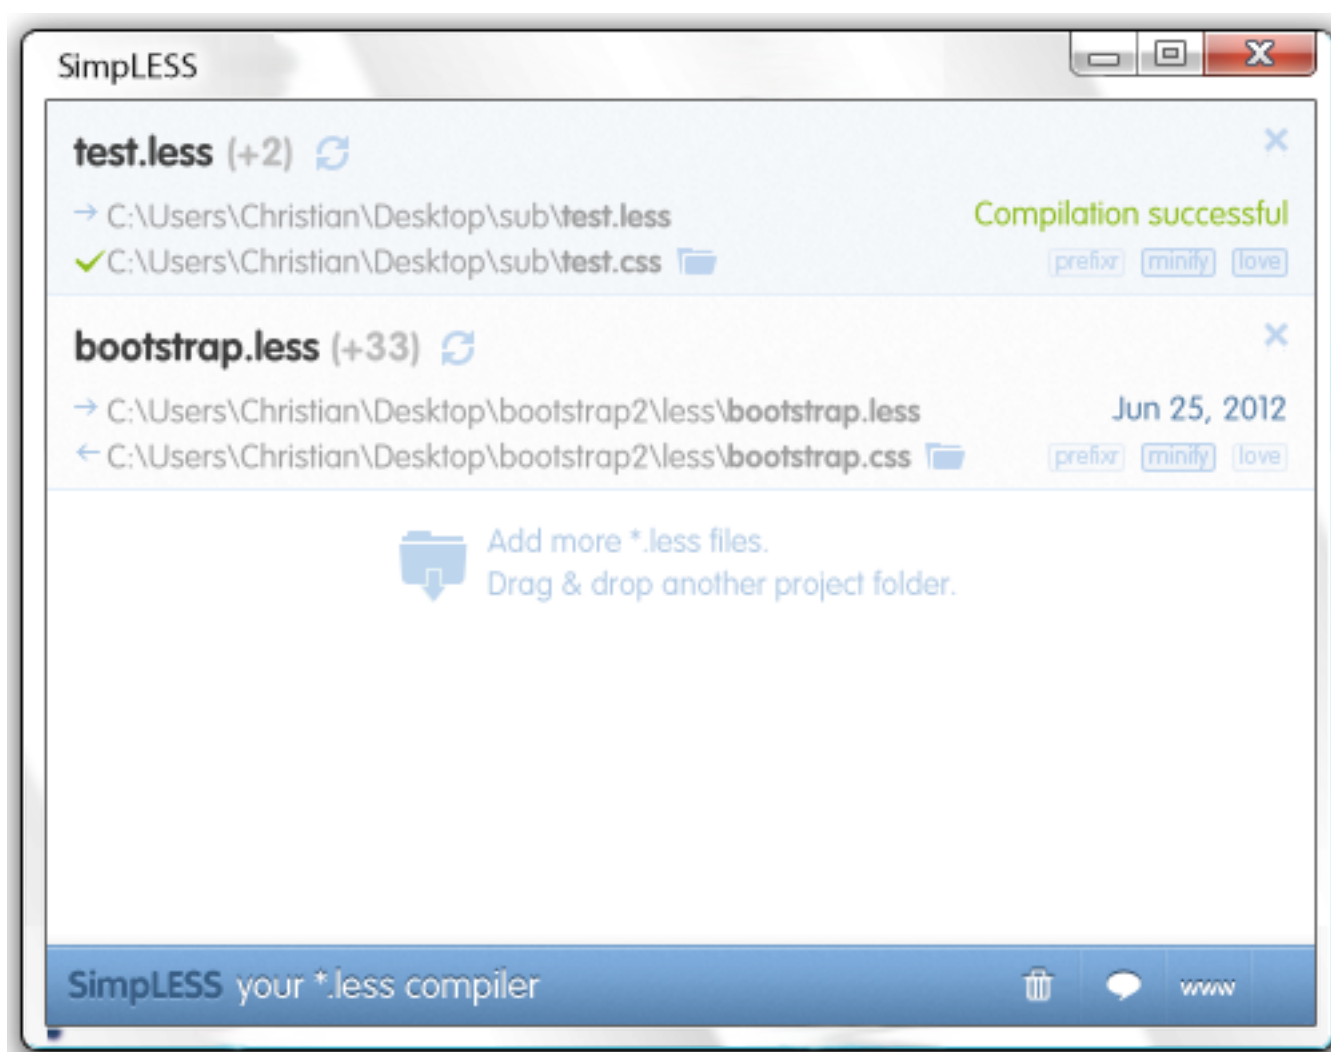 SimpLESS
test.less (+2)
C:\Users\Christian\Desktop\sub\test.less
Compilation successful
C:\Users\Christian\Desktop\sub\test.css
prefixr minify love
bootstrap.less (+33)
C:\Users\Christian\Desktop\bootstrap2\less\bootstrap.less
Jun 25, 2012
C:\Users\Christian\Desktop\bootstrap2\less\bootstrap.css
prefixr minify love
Add more *.less files.
Drag & drop another project folder.
SimpLESS your *.less compiler
www